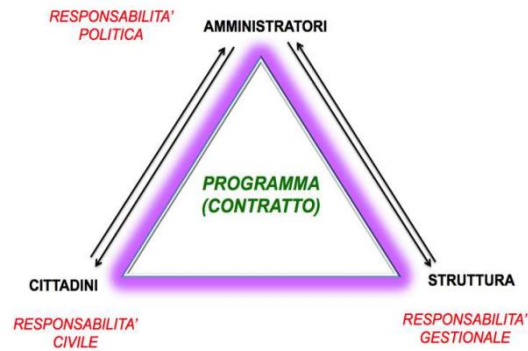 RESPONSABILITA'
POLITICA
AMMINISTRATORI
PROGRAMMA
(CONTRATTO)
CITTADINI
STRUTTURA
RESPONSABILITA'
CIVILE
RESPONSABILITA'
GESTIONALE